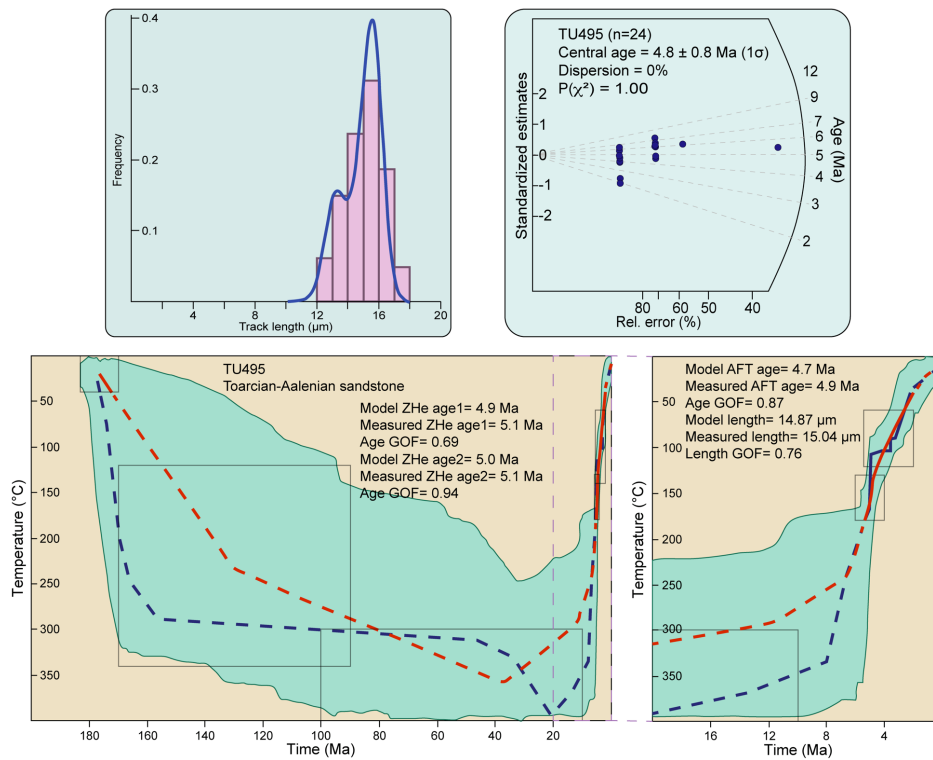 0.4
0.3
0.2
0.1
Frequency
4
8
12
16
20
Track length (µm)
TU495 (n=24)
Central age = 4.8 ± 0.8 Ma (1σ)
Dispersion = 0%
P(χ²) = 1.00
Standardized estimates
2
1
0
-1
-2
12
9
7
6
5
4
3
2
Age (Ma)
80
60
50
40
Rel. error (%)
TU495
Toarcian-Aalenian sandstone
Model ZHe age1= 4.9 Ma
Measured ZHe age1= 5.1 Ma
Age GOF= 0.69
Model ZHe age2= 5.0 Ma
Measured ZHe age2= 5.1 Ma
Age GOF= 0.94
50
100
150
200
250
300
350
Temperature (°C)
180
160
140
120
100
80
60
40
20
0
Time (Ma)
Model AFT age= 4.7 Ma
Measured AFT age= 4.9 Ma
Age GOF= 0.87
Model length= 14.87 µm
Measured length= 15.04 µm
Length GOF= 0.76
50
100
150
200
250
300
350
Temperature (°C)
16
12
8
4
Time (Ma)